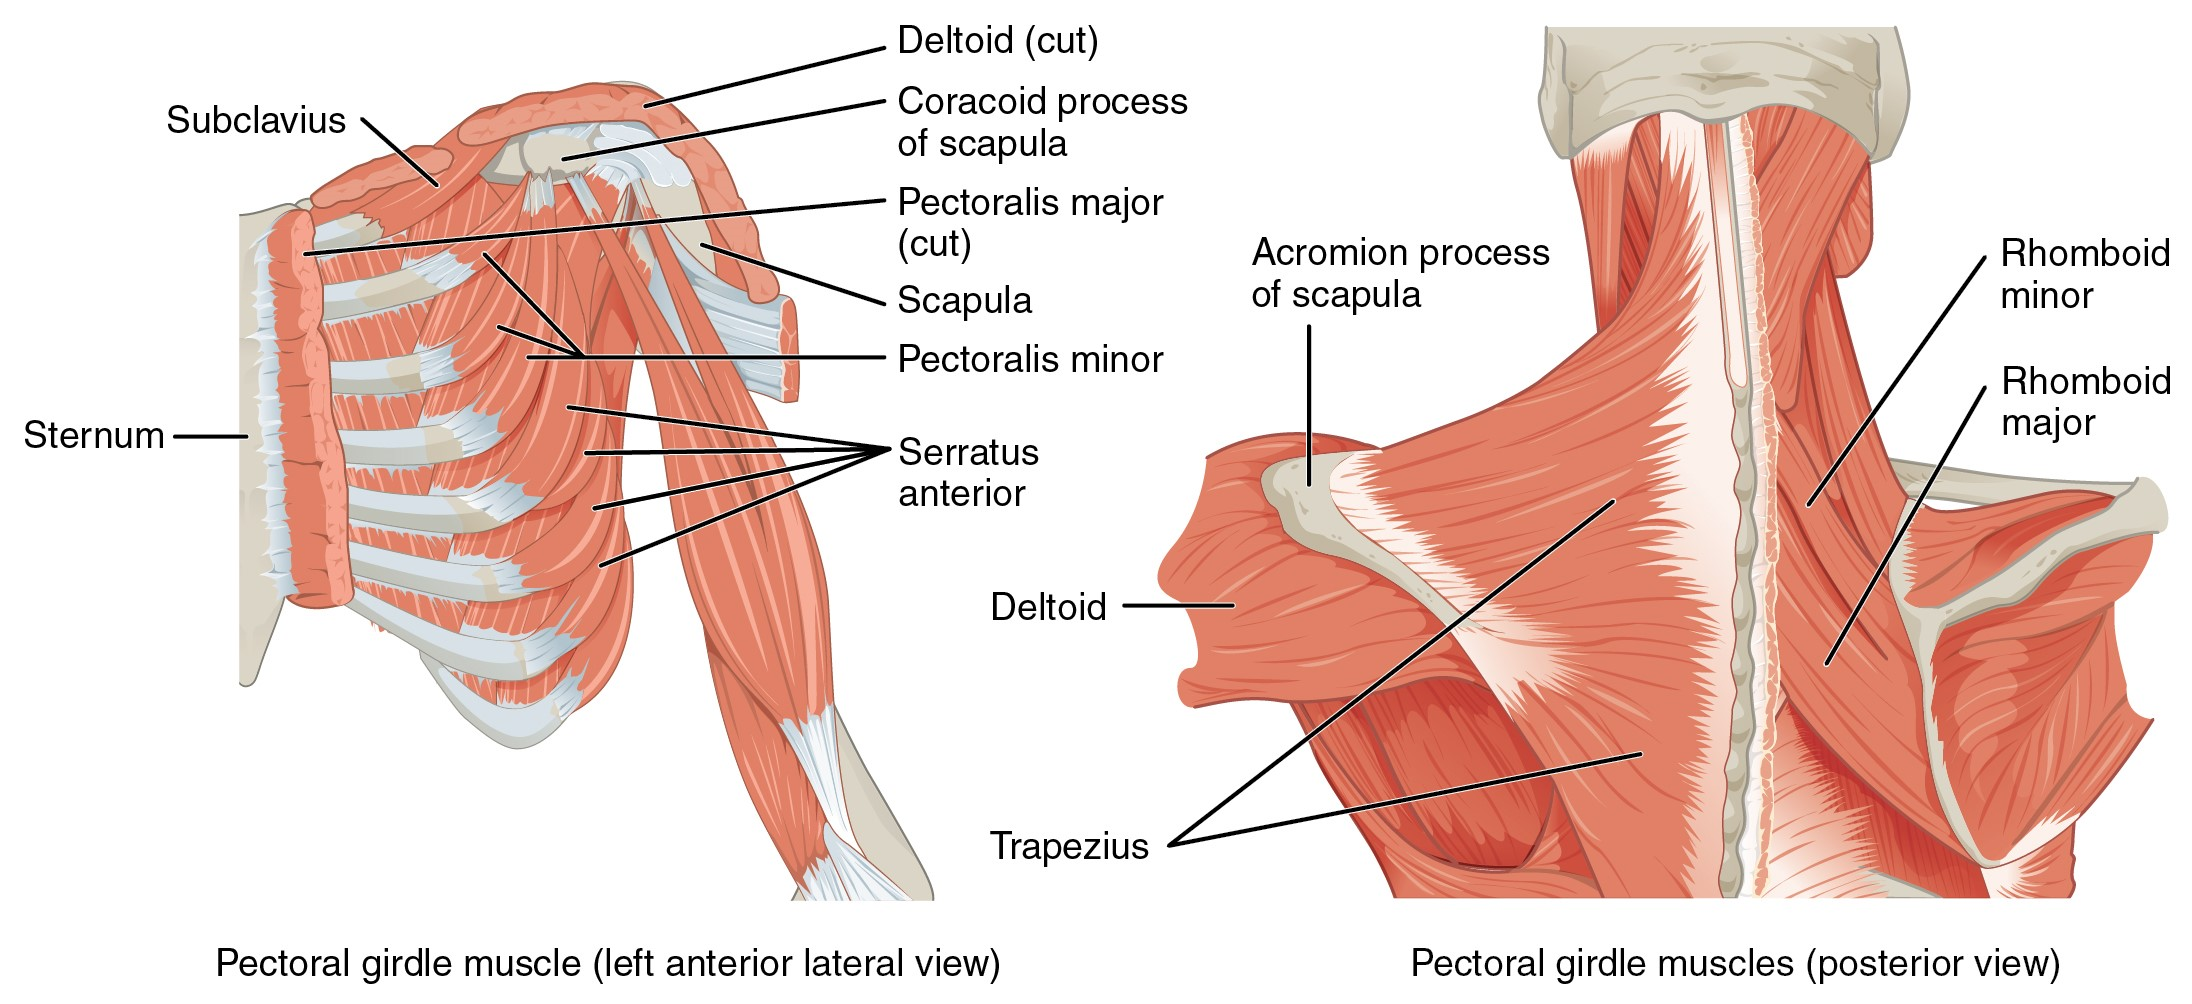 Deltoid (cut)
Coracoid process
of scapula
Subclavius
Pectoralis major
(cut)
Scapula
Pectoralis minor
Sternum
Serratus
anterior
Pectoral girdle muscle (left anterior lateral view)
Acromion process
of scapula
Rhomboid
minor
Rhomboid
major
Deltoid
Trapezius
Pectoral girdle muscles (posterior view)